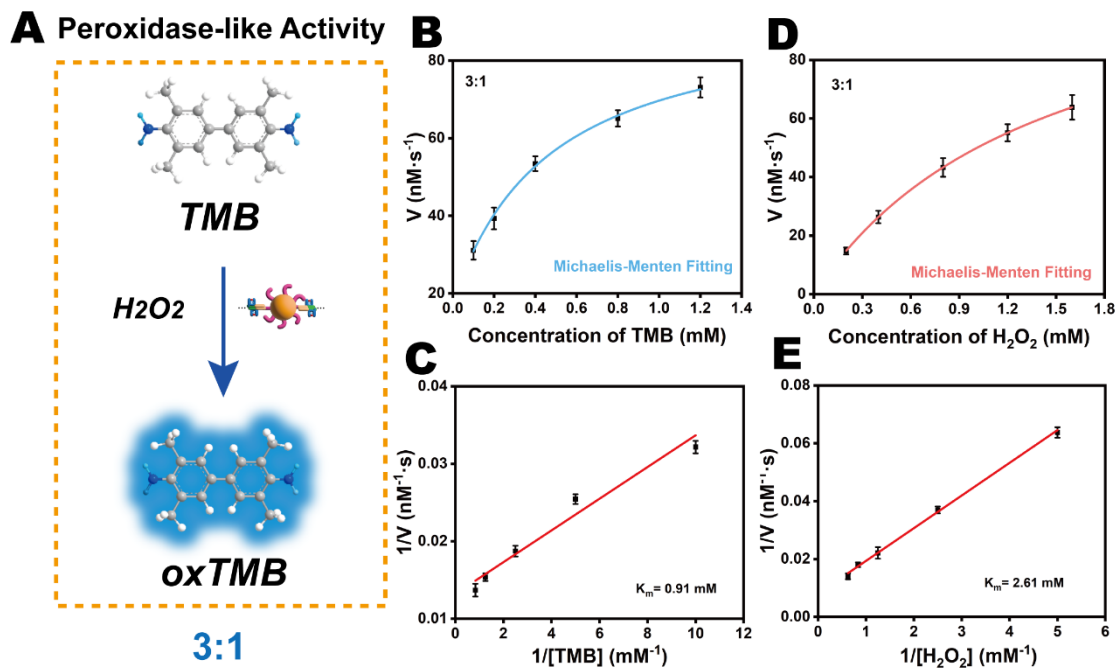 A Peroxidase-like Activity
TMB
H2O2
oxTMB
3:1
B
3:1
V (nM·s⁻¹)
80
60
40
20
Michaelis-Menten Fitting
0.0 0.2 0.4 0.6 0.8 1.0 1.2 1.4
Concentration of TMB (mM)
D
3:1
V (nM·s⁻¹)
80
60
40
20
0
Michaelis-Menten Fitting
0.0 0.3 0.6 0.9 1.2 1.5 1.8
Concentration of H₂O₂ (mM)
C
1/V (nM⁻¹·s)
0.04
0.03
0.02
0.01
Kₘ= 0.91 mM
0 2 4 6 8 10 12
1/[TMB] (mM⁻¹)
E
1/V (nM⁻¹·s)
0.08
0.06
0.04
0.02
0.00
Kₘ= 2.61 mM
0 1 2 3 4 5 6
1/[H₂O₂] (mM⁻¹)